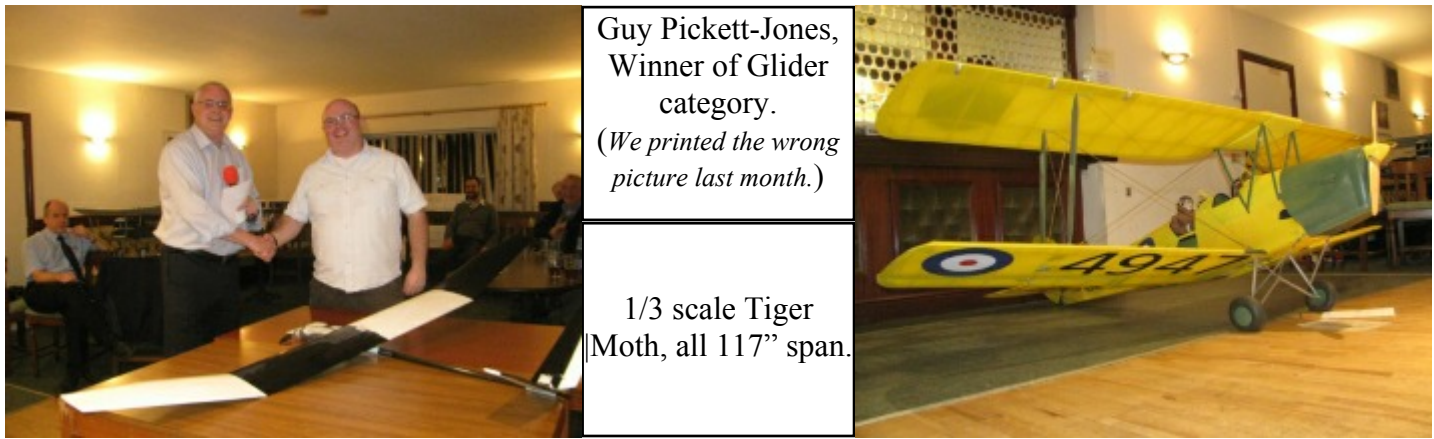 Guy Pickett-Jones,
Winner of Glider
category.
(We printed the wrong
picture last month.)
1/3 scale Tiger
|Moth, all 117” span.
4947